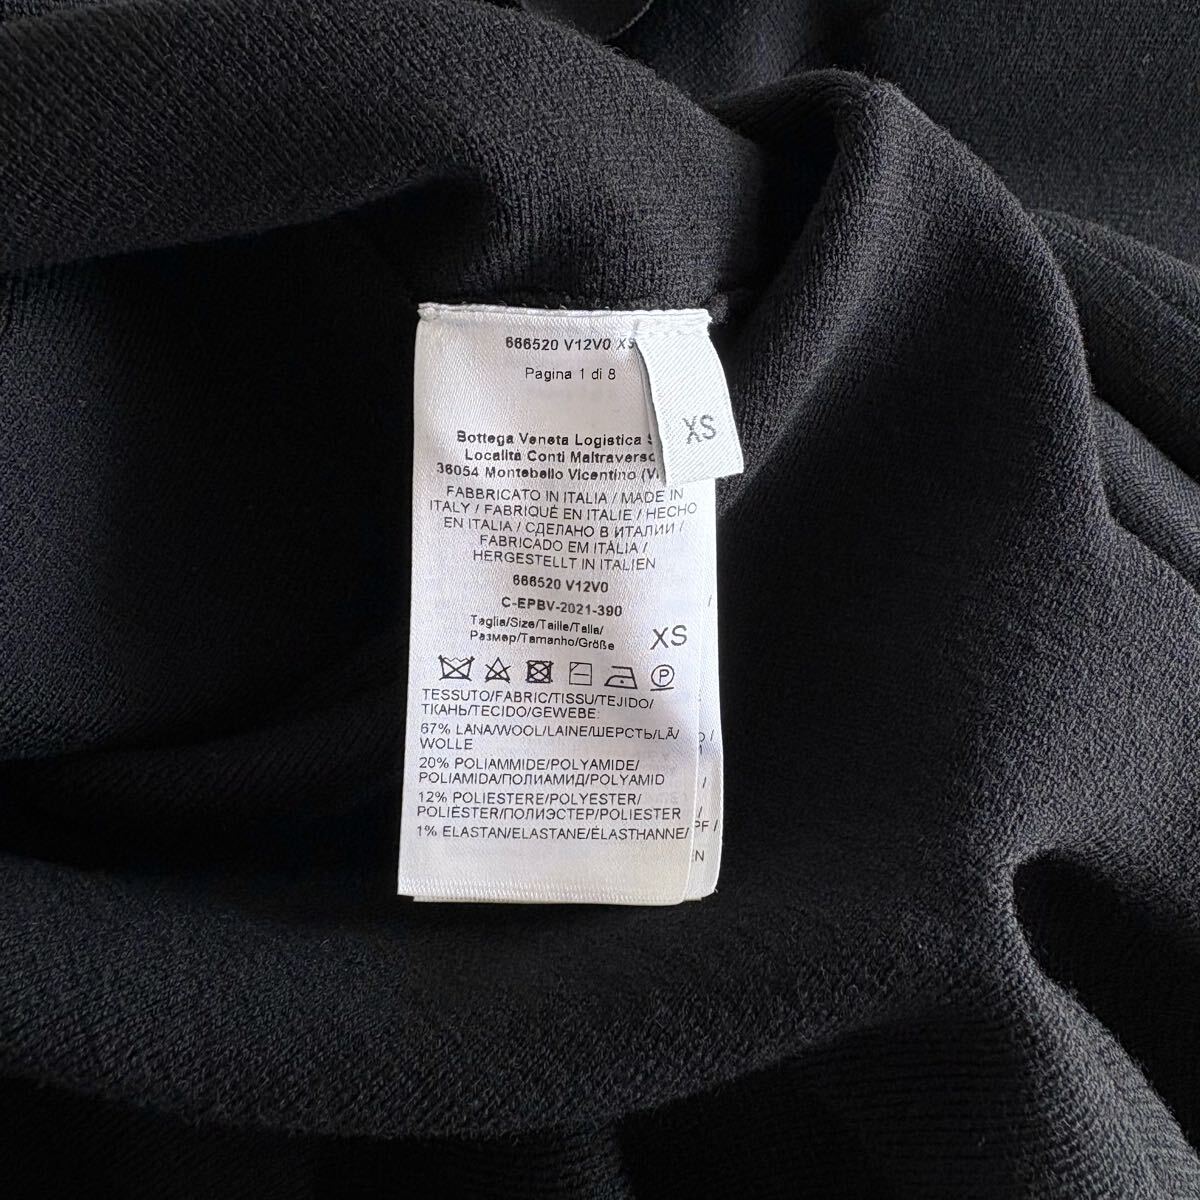 666520 V12V0 XS
Pagina 1 di 8
XS
Bottega Veneta Logistica
Località Conti Maltraverso
36054 Montebello Vicentino
FABBRICATO IN ITALIA / MADE IN
ITALY / FABRIQUÉ EN ITALIE / HECHO
EN ITALIA / СДЕЛАНО В ИТАЛИИ /
FABRICADO EM ITÁLIA /
HERGESTELLT IN ITALIEN
666520 V12V0
C-EPBV-2021-390
Taglia/Size/Taille/Talla/
Размер/Tamanho/Größe
XS
P
TESSUTO/FABRIC/TISSU/TEJIDO/
ТКАНЬ/TECIDO/GEWEBE:
67% LANA/WOOL/LAINE/ШЕРСТЬ/LÃ/
WOLLE
20% POLIAMMIDE/POLYAMIDE/
POLIAMIDA/ПОЛИАМИД/POLYAMID
12% POLIESTERE/POLYESTER/
POLIÉSTER/ПОЛИЭСТЕР/POLIESTER
1% ELASTAN/ELASTANE/ÉLASTHANNE/